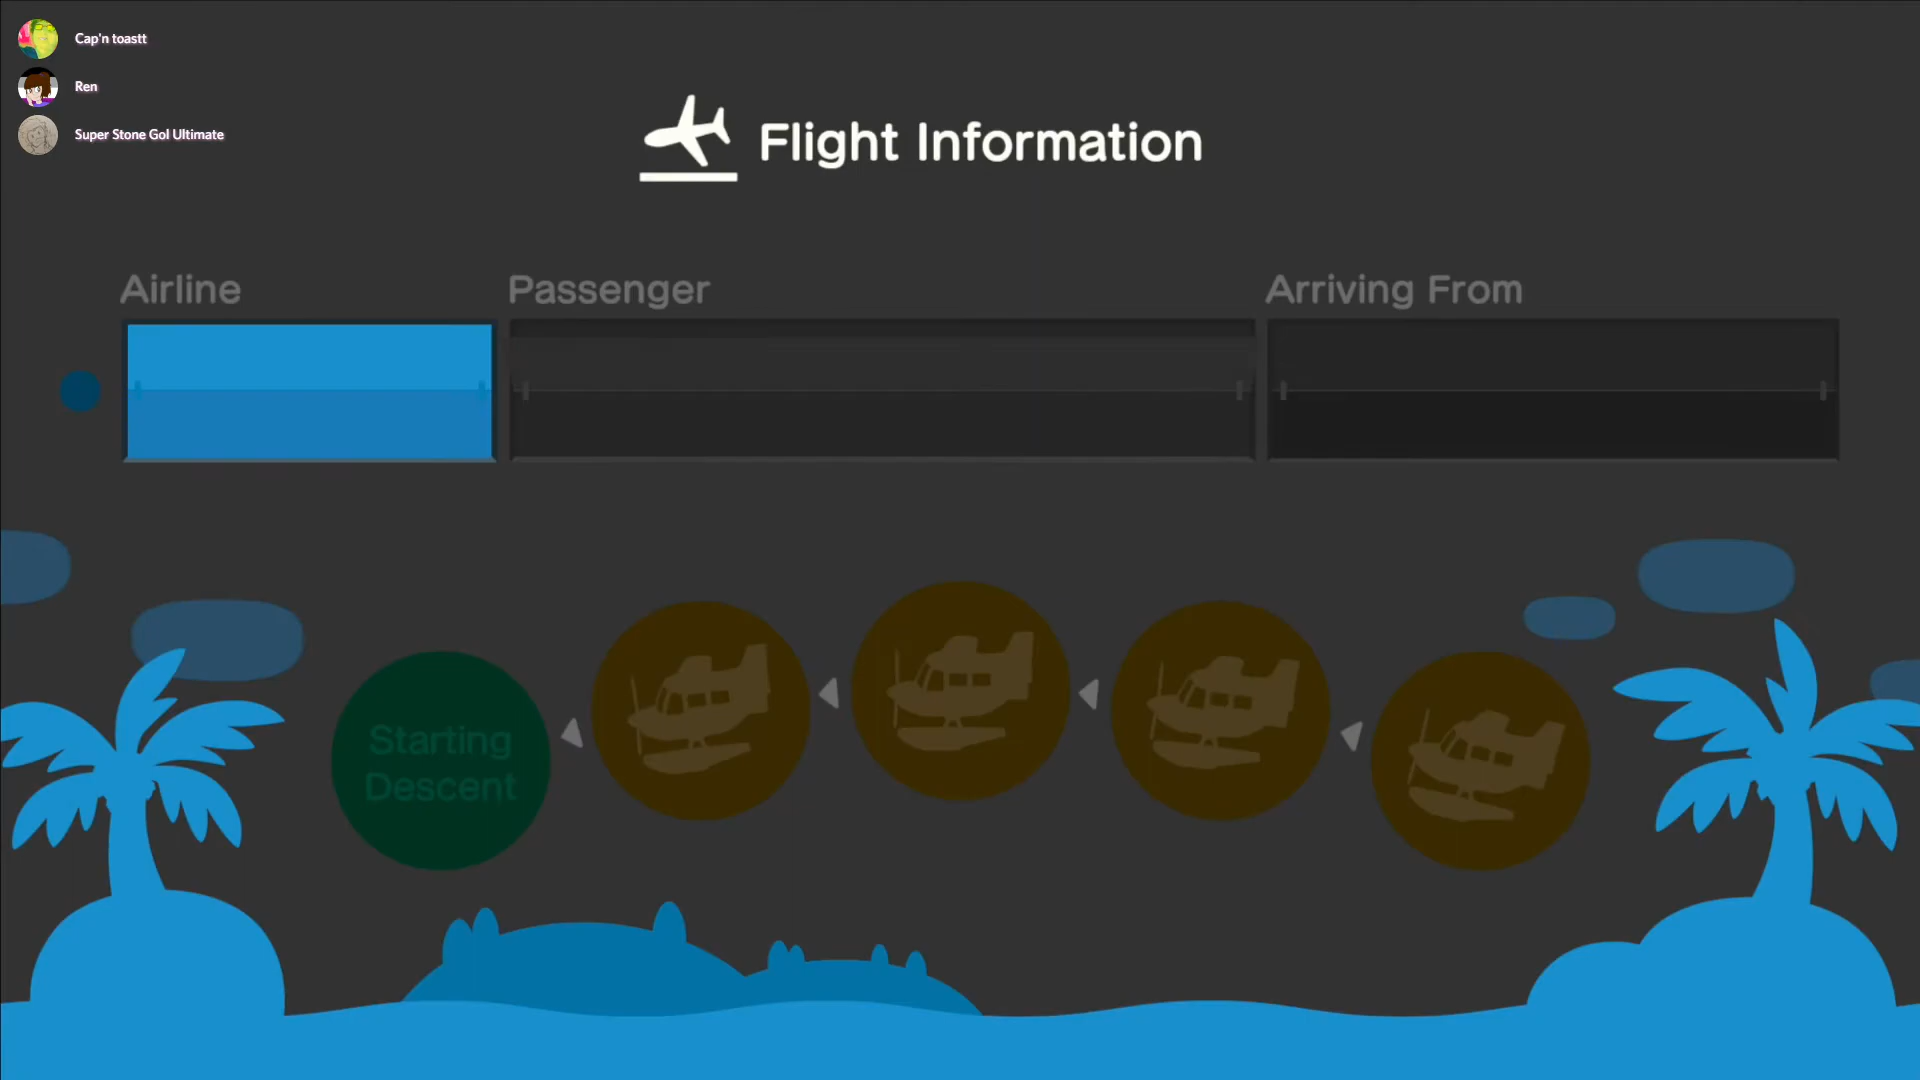 Cap'n toastt
Ren
Super Stone Gol Ultimate
Flight Information
Airline
Passenger
Arriving From
Starting
Descent